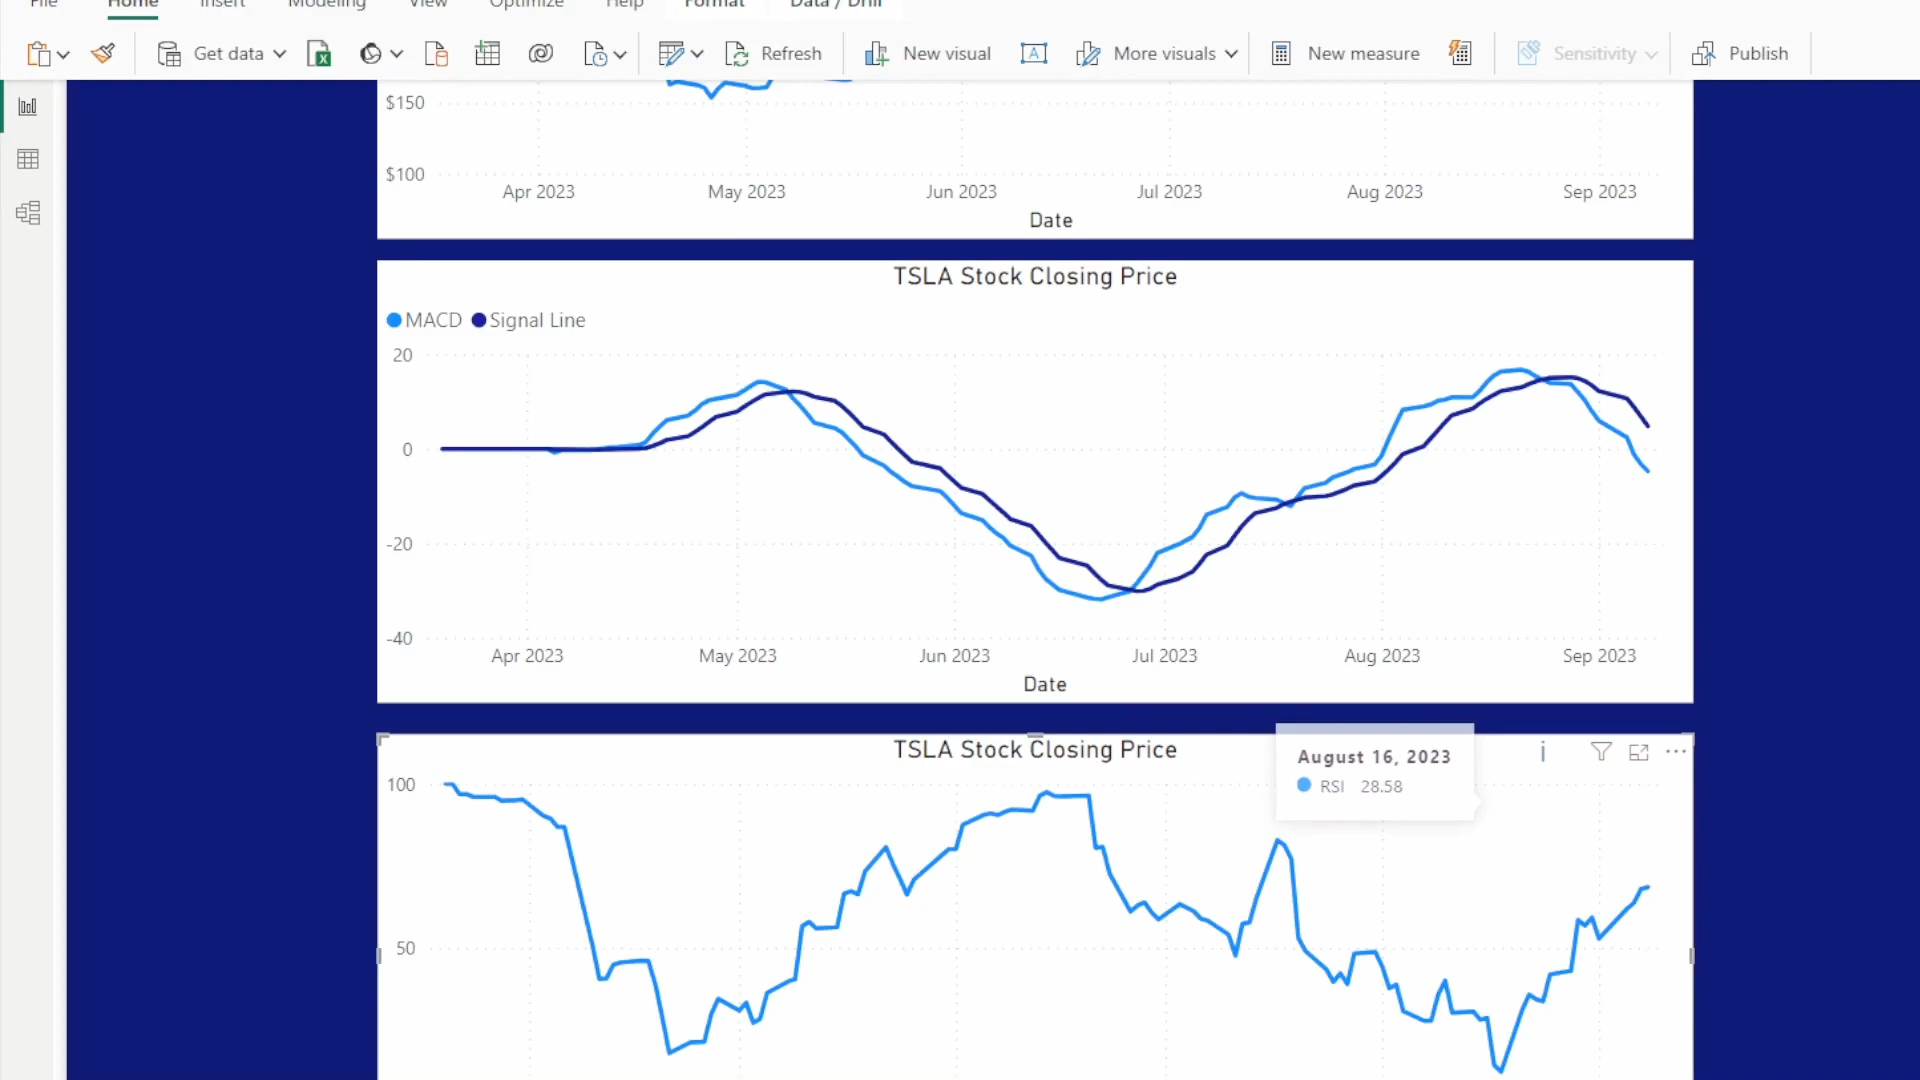 File Home Insert Modeling View Optimize Help Format Data / Drill
Get data Refresh New visual A More visuals New measure Sensitivity Publish
$150
$100
Apr 2023 May 2023 Jun 2023 Jul 2023 Aug 2023 Sep 2023
Date
TSLA Stock Closing Price
MACD Signal Line
20
0
-20
-40
Apr 2023 May 2023 Jun 2023 Jul 2023 Aug 2023 Sep 2023
Date
TSLA Stock Closing Price
August 16, 2023
RSI 28.58
100
50